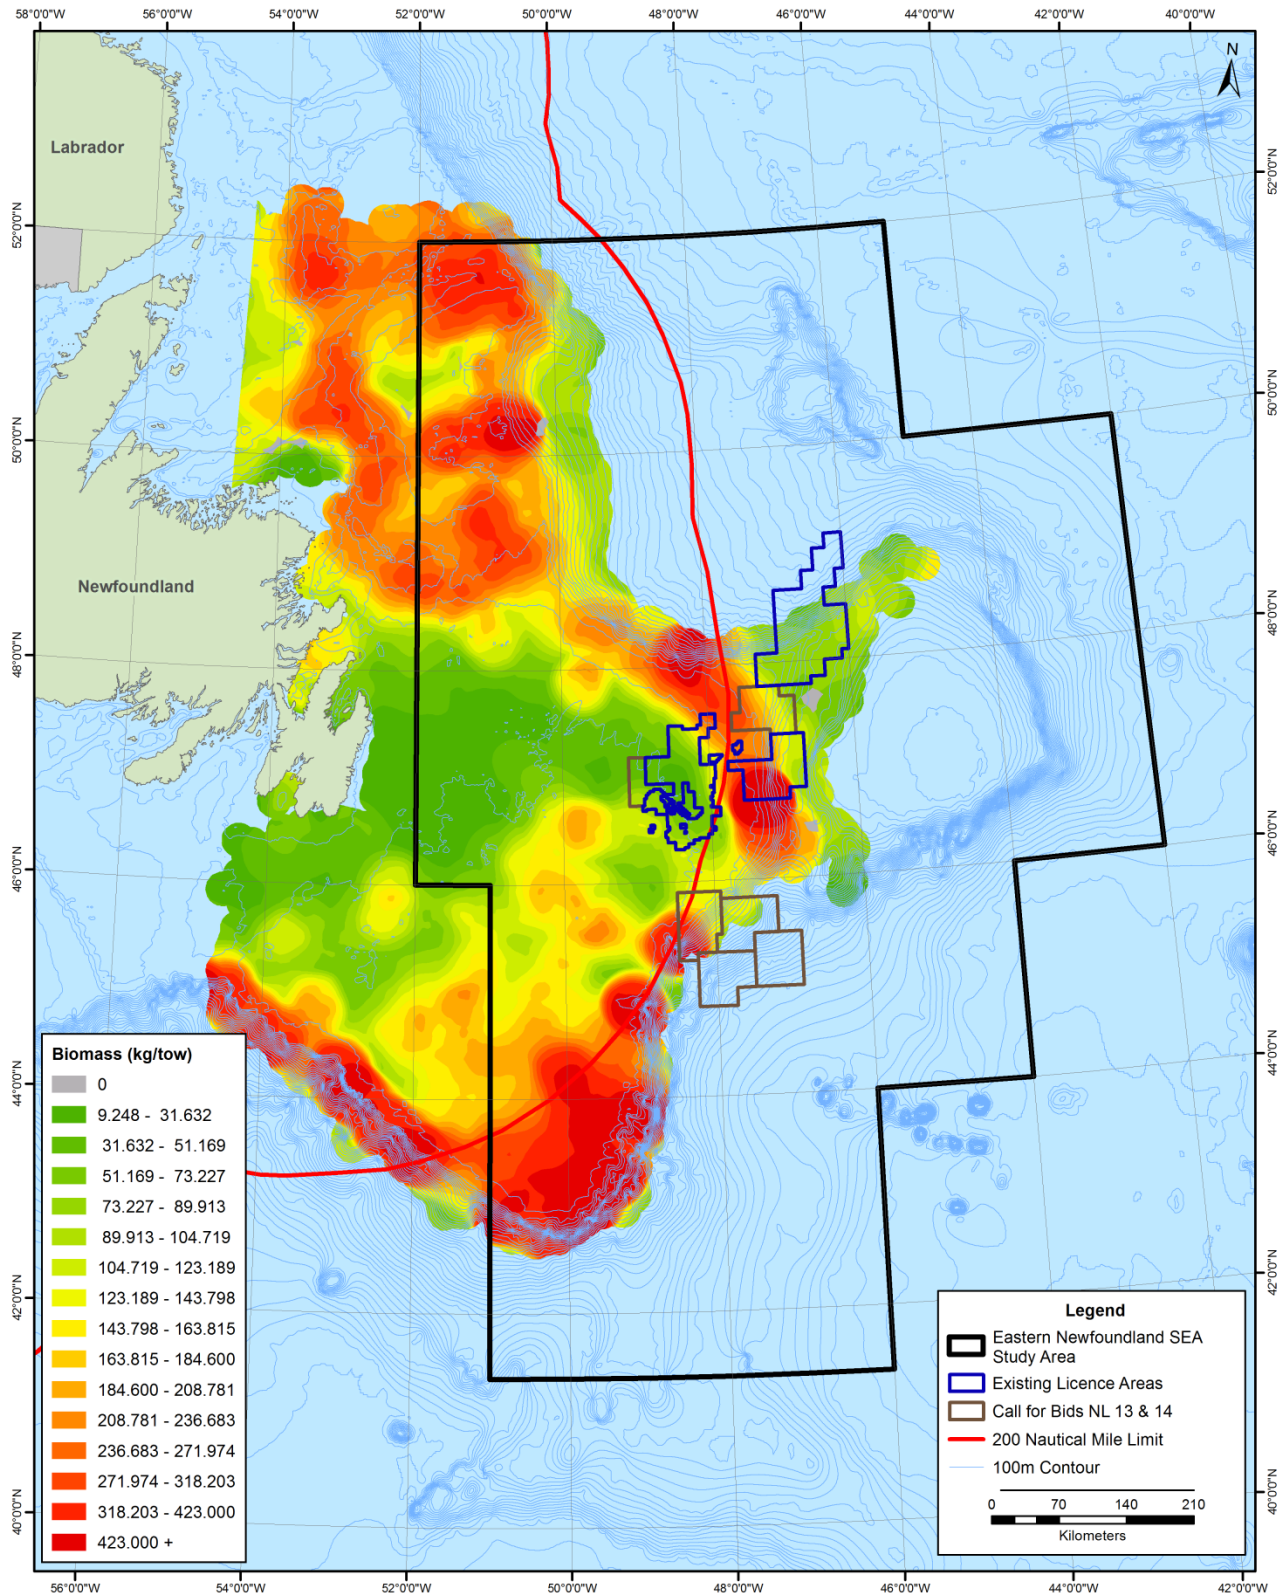 58°0'0"W 56°0'0"W 54°0'0"W 52°0'0"W 50°0'0"W 48°0'0"W 46°0'0"W 44°0'0"W 42°0'0"W 40°0'0"W
N
Labrador
52°0'0"N
52°0'0"N
50°0'0"N
50°0'0"N
Newfoundland
48°0'0"N
48°0'0"N
46°0'0"N
46°0'0"N
44°0'0"N
44°0'0"N
42°0'0"N
42°0'0"N
40°0'0"N
40°0'0"N
Biomass (kg/tow)
0
9.248 - 31.632
31.632 - 51.169
51.169 - 73.227
73.227 - 89.913
89.913 - 104.719
104.719 - 123.189
123.189 - 143.798
143.798 - 163.815
163.815 - 184.600
184.600 - 208.781
208.781 - 236.683
236.683 - 271.974
271.974 - 318.203
318.203 - 423.000
423.000 +
Legend
Eastern Newfoundland SEA
Study Area
Existing Licence Areas
Call for Bids NL 13 & 14
200 Nautical Mile Limit
100m Contour
0 70 140 210
Kilometers
56°0'0"W 54°0'0"W 52°0'0"W 50°0'0"W 48°0'0"W 46°0'0"W 44°0'0"W 42°0'0"W